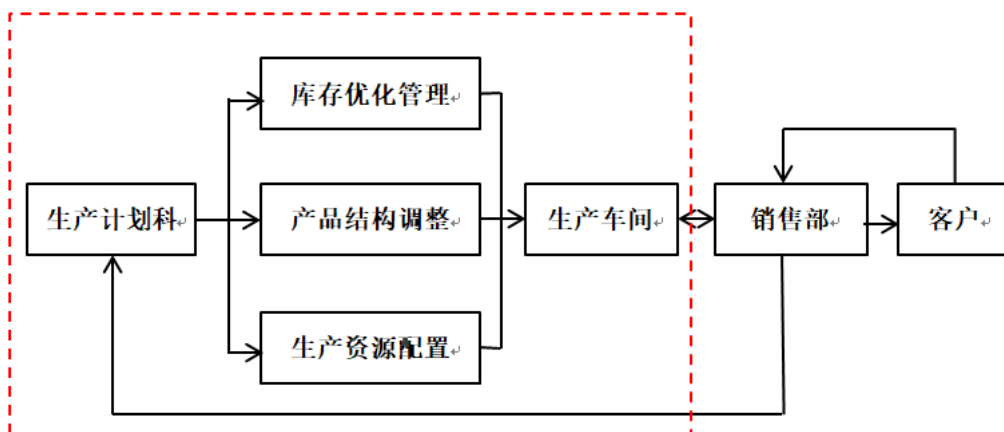 库存优化管理
生产计划科
产品结构调整
生产车间
销售部
客户
生产资源配置